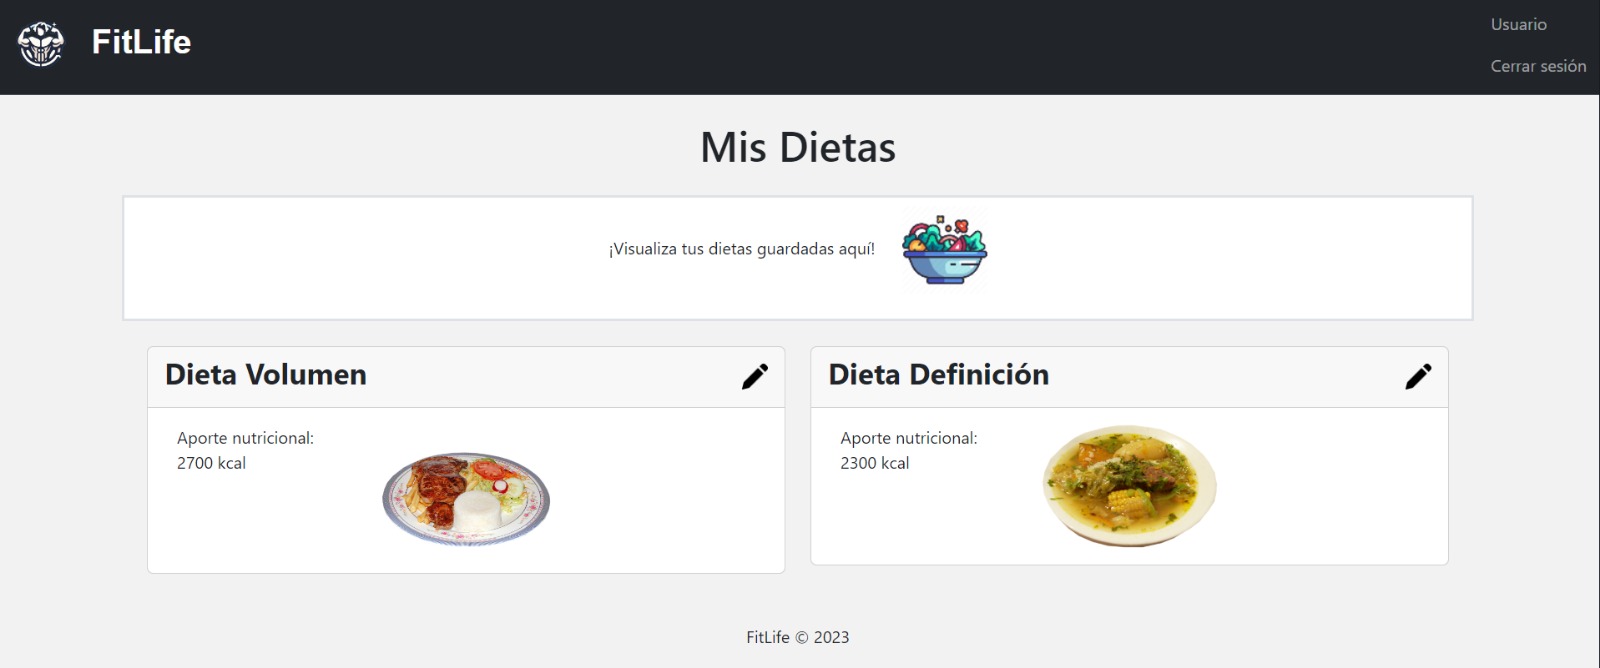 FitLife
Usuario
Cerrar sesión
Mis Dietas
¡Visualiza tus dietas guardadas aquí!
Dieta Volumen
Aporte nutricional:
2700 kcal
Dieta Definición
Aporte nutricional:
2300 kcal
FitLife © 2023